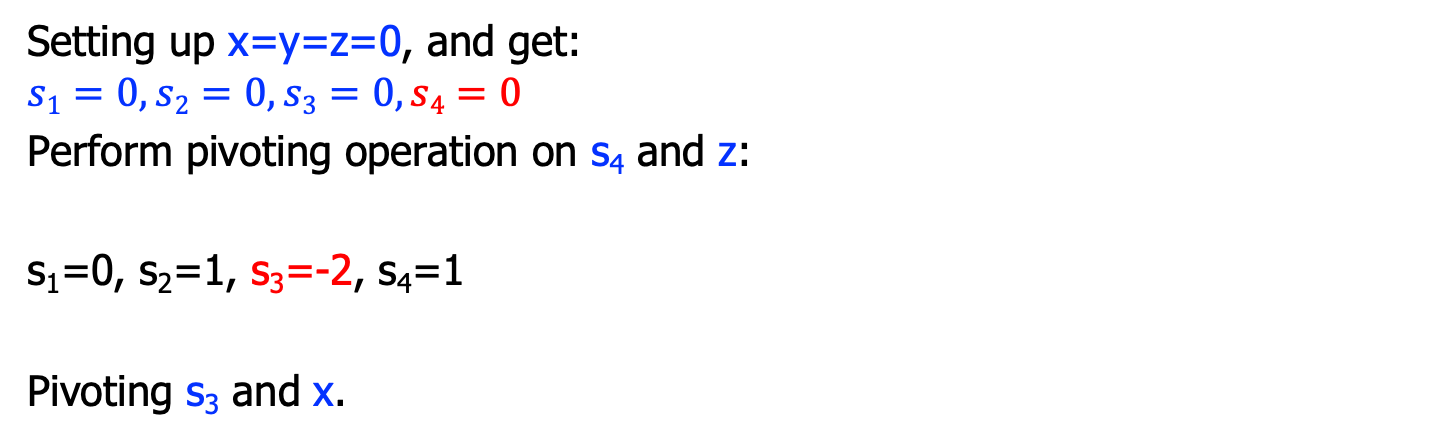 Setting up x=y=z=0, and get:
s₁ = 0, s₂ = 0, s₃ = 0, s₄ = 0
Perform pivoting operation on s₄ and z:
s₁=0, s₂=1, s₃=-2, s₄=1
Pivoting s₃ and x.